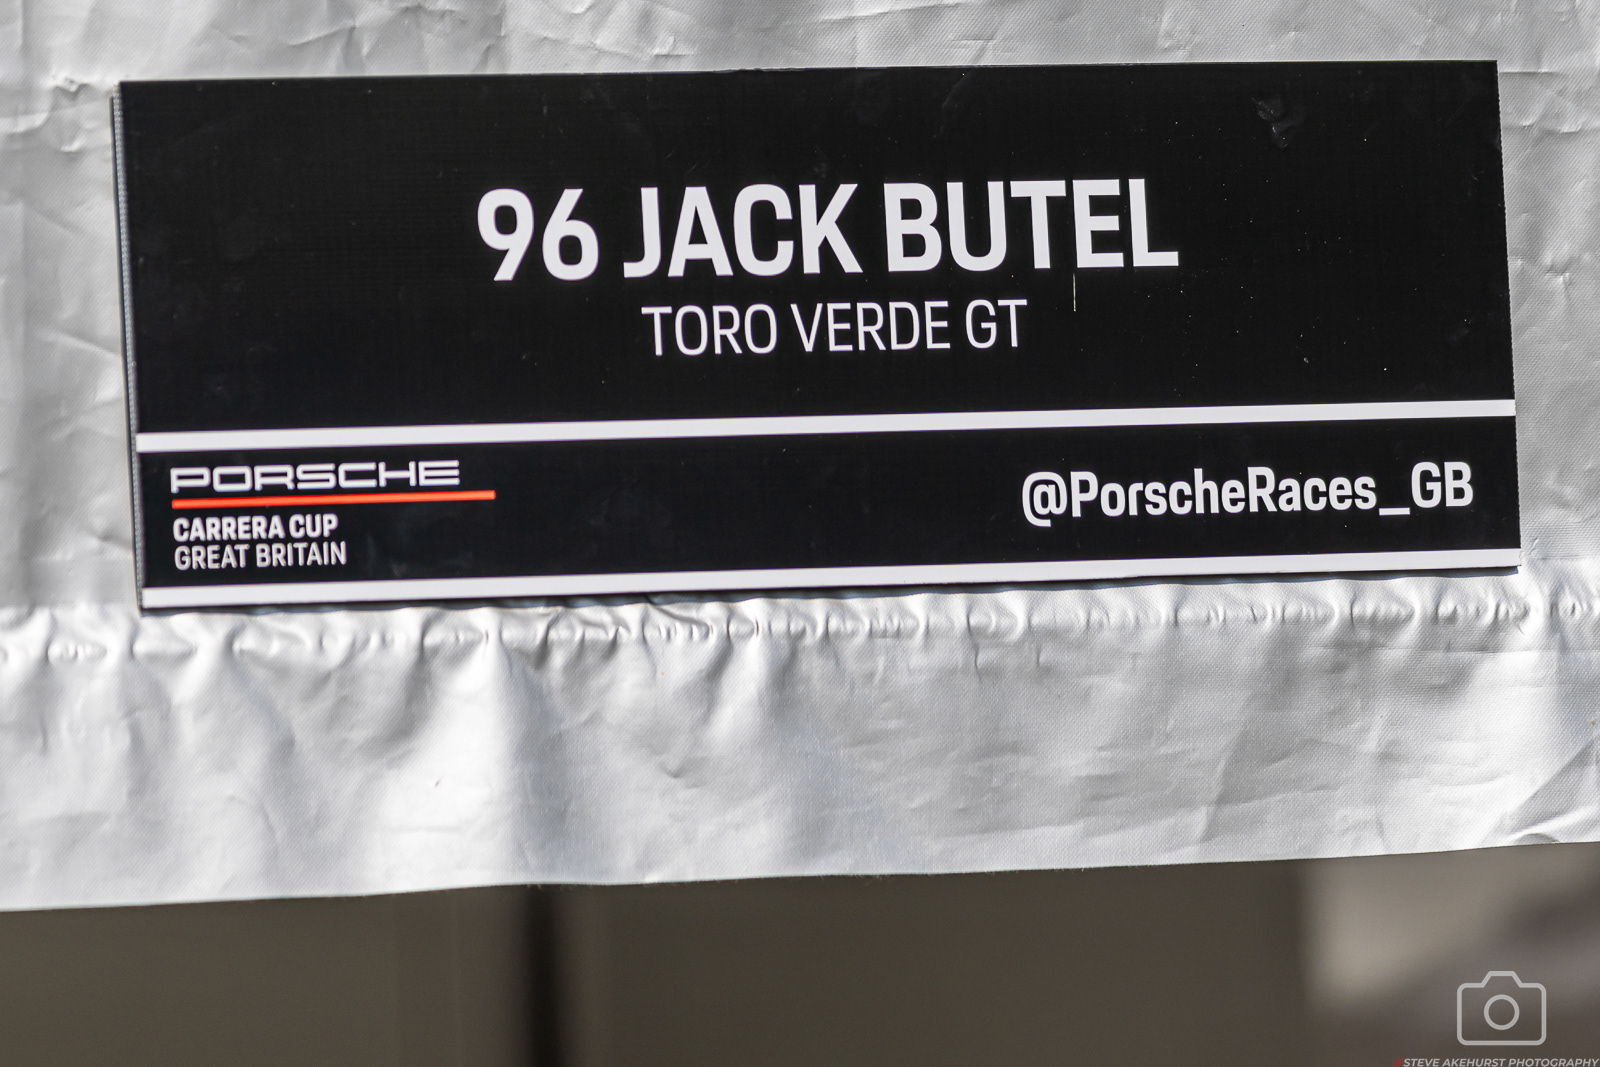 96 JACK BUTEL
TORO VERDE GT
PORSCHE
CARRERA CUP
GREAT BRITAIN
@PorscheRaces_GB
STEVE AKEHURST PHOTOGRAPHY